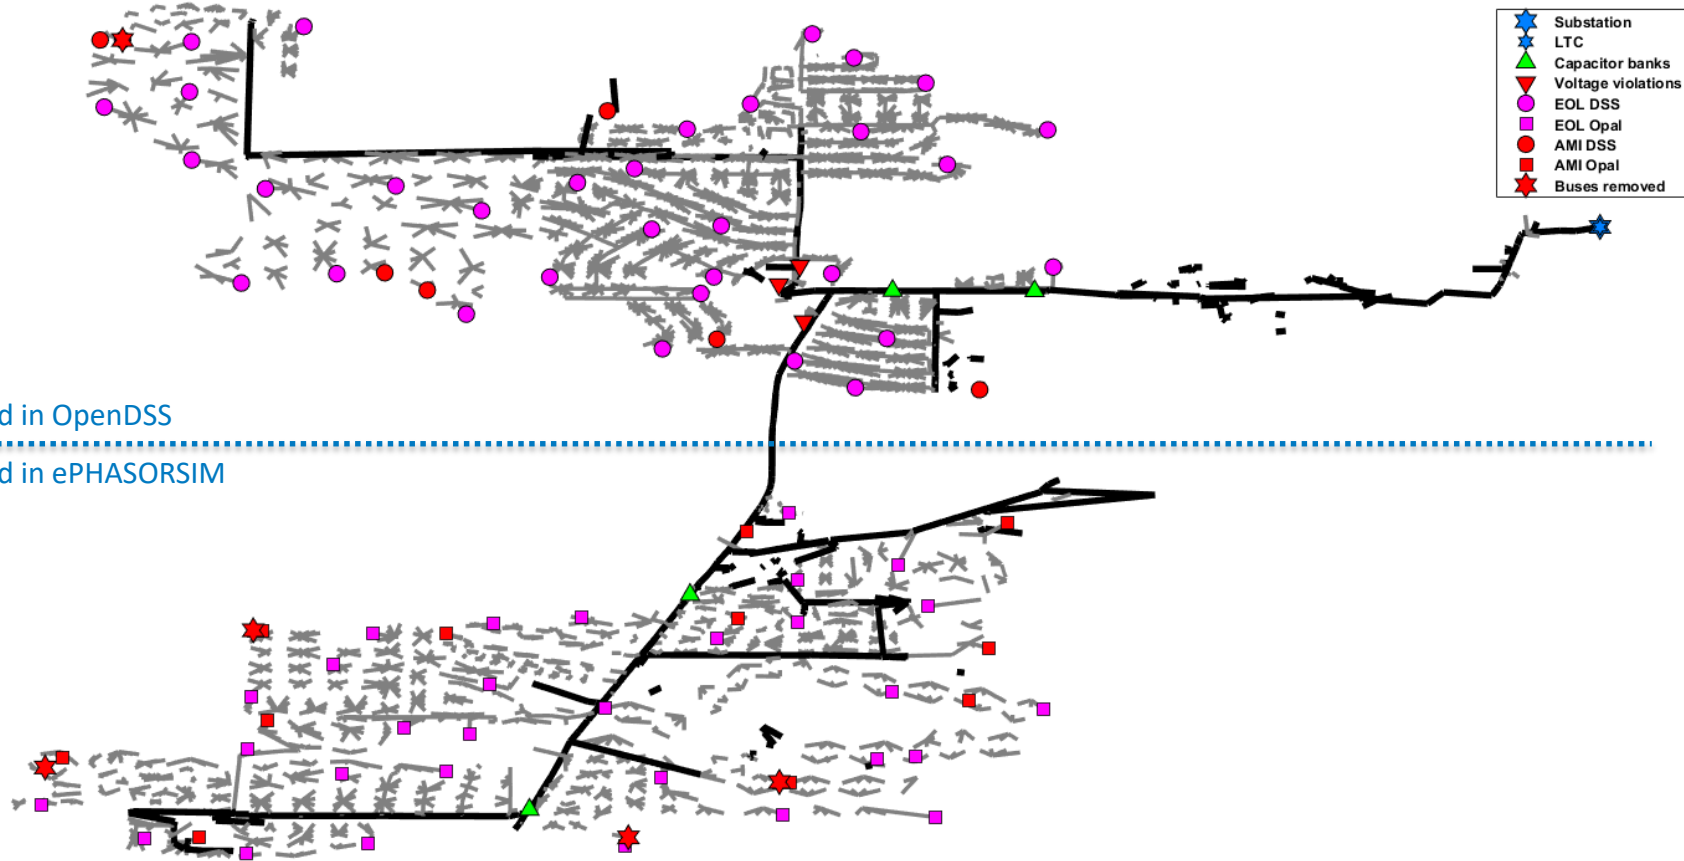 Substation
LTC
Capacitor banks
Voltage violations
EOL DSS
EOL Opal
AMI DSS
AMI Opal
Buses removed
d in OpenDSS
d in ePHASORSIM